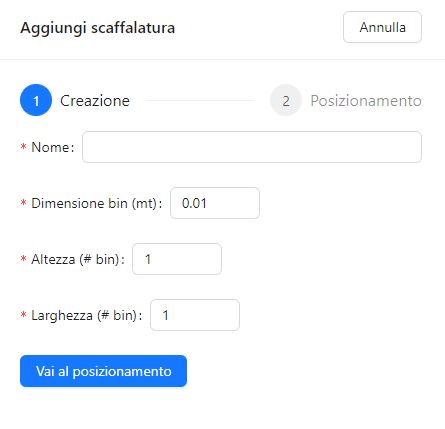 Aggiungi scaffalatura Annulla
1 Creazione 2 Posizionamento
* Nome:
* Dimensione bin (mt): 0.01
* Altezza (# bin): 1
* Larghezza (# bin): 1
Vai al posizionamento